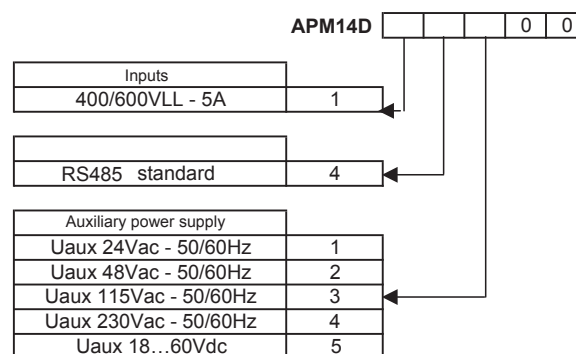 APM14D 0 0
Inputs
400/600VLL - 5A 1
RS485 standard 4
Auxiliary power supply
Uaux 24Vac - 50/60Hz 1
Uaux 48Vac - 50/60Hz 2
Uaux 115Vac - 50/60Hz 3
Uaux 230Vac - 50/60Hz 4
Uaux 18…60Vdc 5